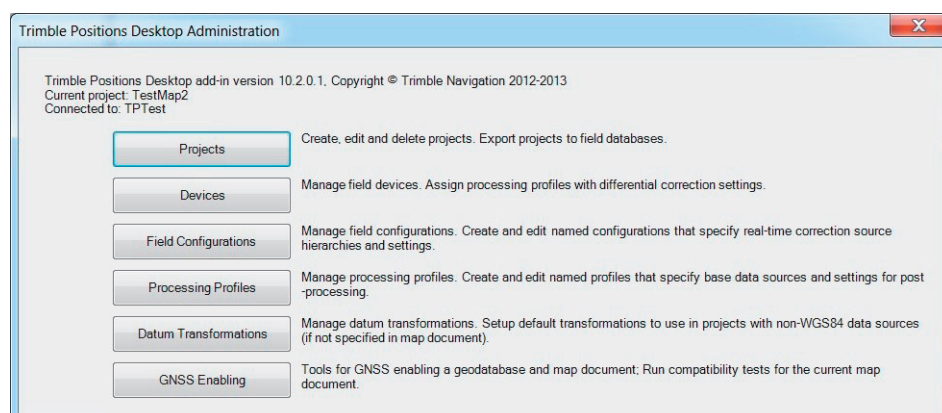 Trimble Positions Desktop Administration
Trimble Positions Desktop add-in version 10.2.0.1, Copyright © Trimble Navigation 2012-2013
Current project: TestMap2
Connected to: TPTest
Projects
Create, edit and delete projects. Export projects to field databases.
Devices
Manage field devices. Assign processing profiles with differential correction settings.
Field Configurations
Manage field configurations. Create and edit named configurations that specify real-time correction source
hierarchies and settings.
Processing Profiles
Manage processing profiles. Create and edit named profiles that specify base data sources and settings for post
-processing.
Datum Transformations
Manage datum transformations. Setup default transformations to use in projects with non-WGS84 data sources
(if not specified in map document).
GNSS Enabling
Tools for GNSS enabling a geodatabase and map document; Run compatibility tests for the current map
document.